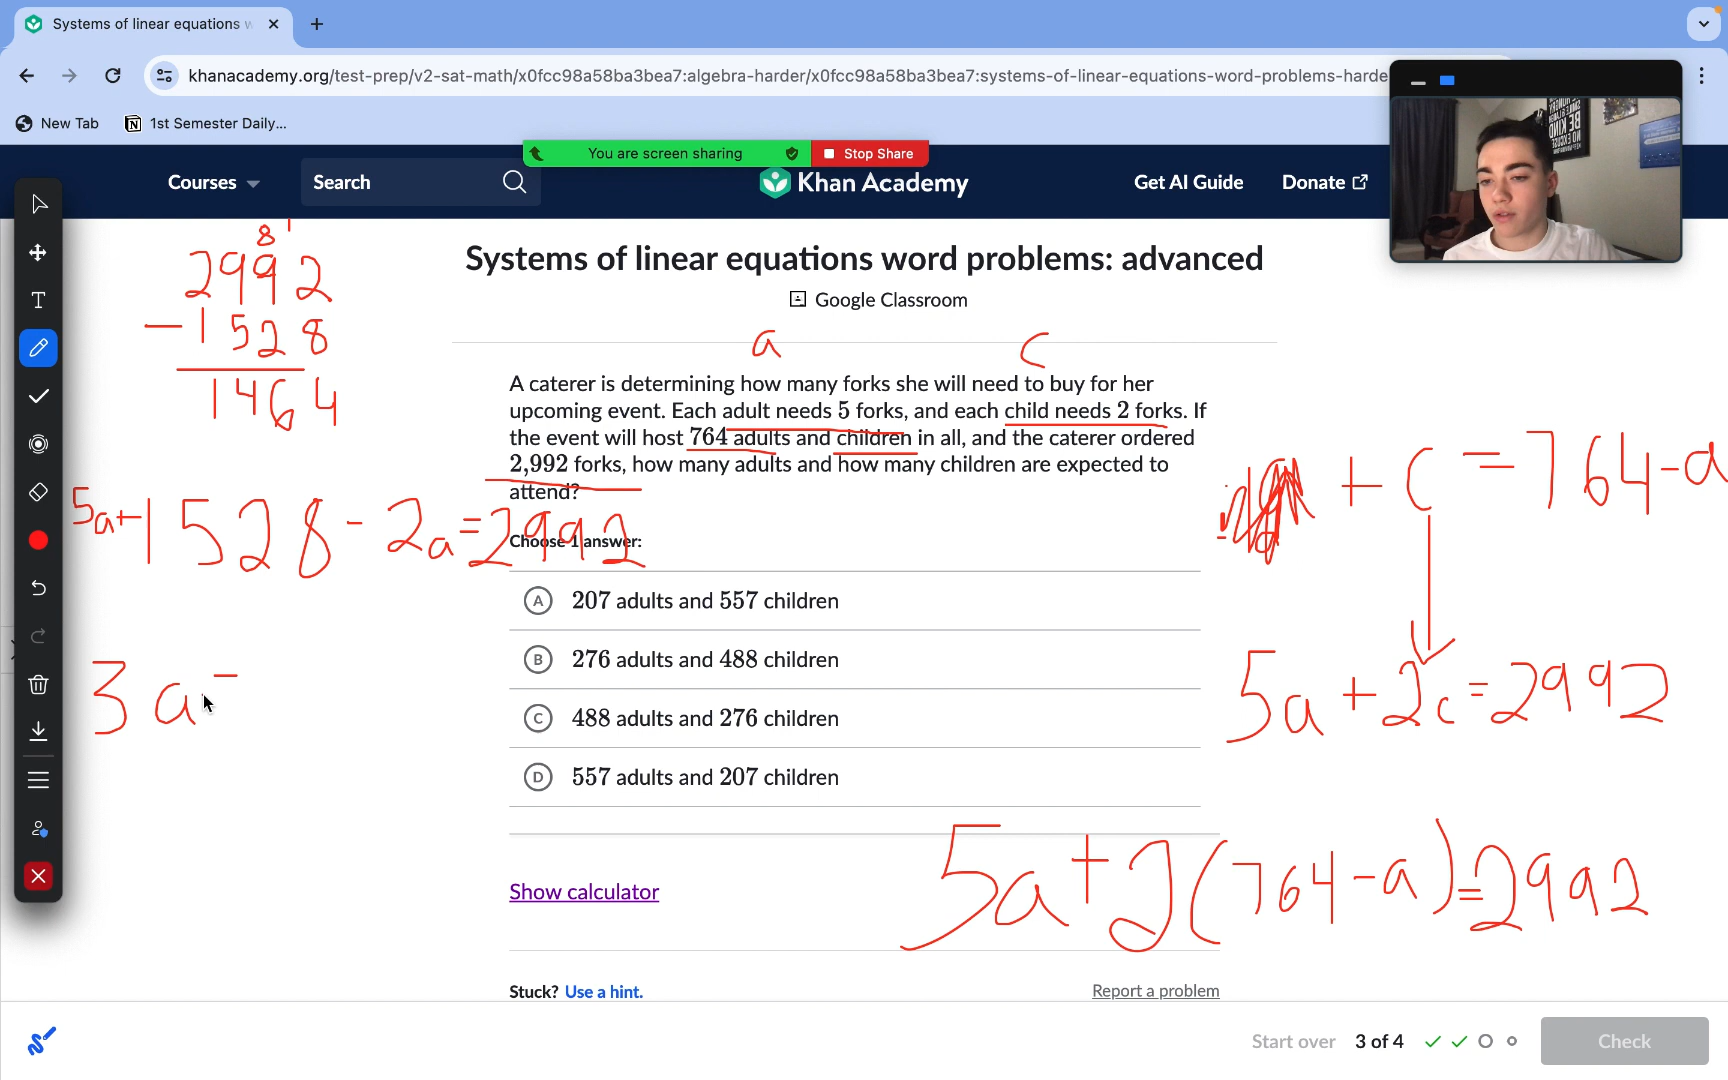 Systems of linear equations w
khanacademy.org/test-prep/v2-sat-math/x0fcc98a58ba3bea7:algebra-harder/x0fcc98a58ba3bea7:systems-of-linear-equations-word-problems-harde
New Tab
1st Semester Daily...
You are screen sharing
Stop Share
Courses
Search
Khan Academy
Get AI Guide
Donate
BE KIND
8 1
2992
-1528
1464
Systems of linear equations word problems: advanced
Google Classroom
a
c
A caterer is determining how many forks she will need to buy for her
upcoming event. Each adult needs 5 forks, and each child needs 2 forks. If
the event will host 764 adults and children in all, and the caterer ordered
2,992 forks, how many adults and how many children are expected to
attend?
+ c = 764-a
5a+1528-2a=2992
Choose 1 answer:
A 207 adults and 557 children
B 276 adults and 488 children
C 488 adults and 276 children
D 557 adults and 207 children
5a+2c=2992
3a-
5a+2(764-a)=2992
Show calculator
Stuck? Use a hint.
Report a problem
Start over
3 of 4
Check
T